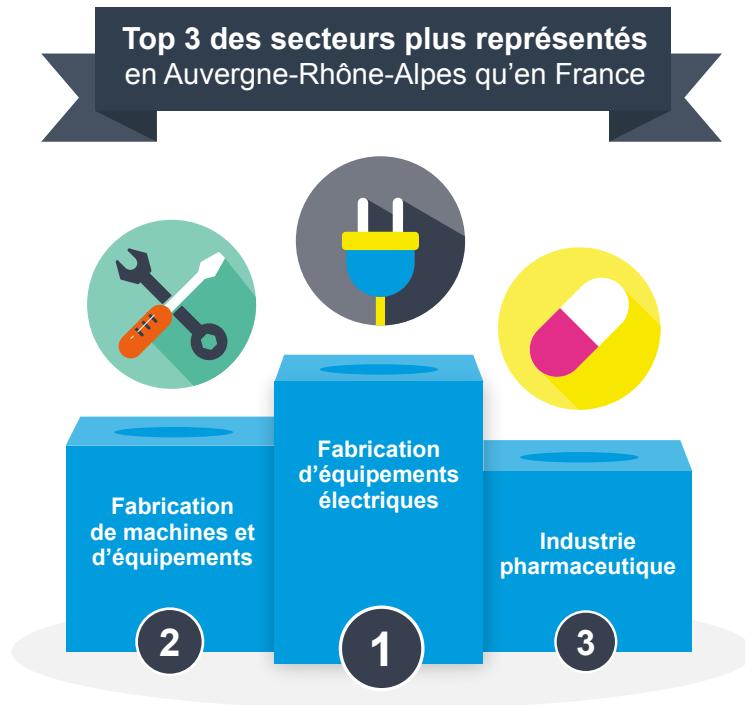 Top 3 des secteurs plus représentés
en Auvergne-Rhône-Alpes qu’en France
Fabrication
d’équipements
électriques
1
Fabrication
de machines et
d’équipements
2
Industrie
pharmaceutique
3